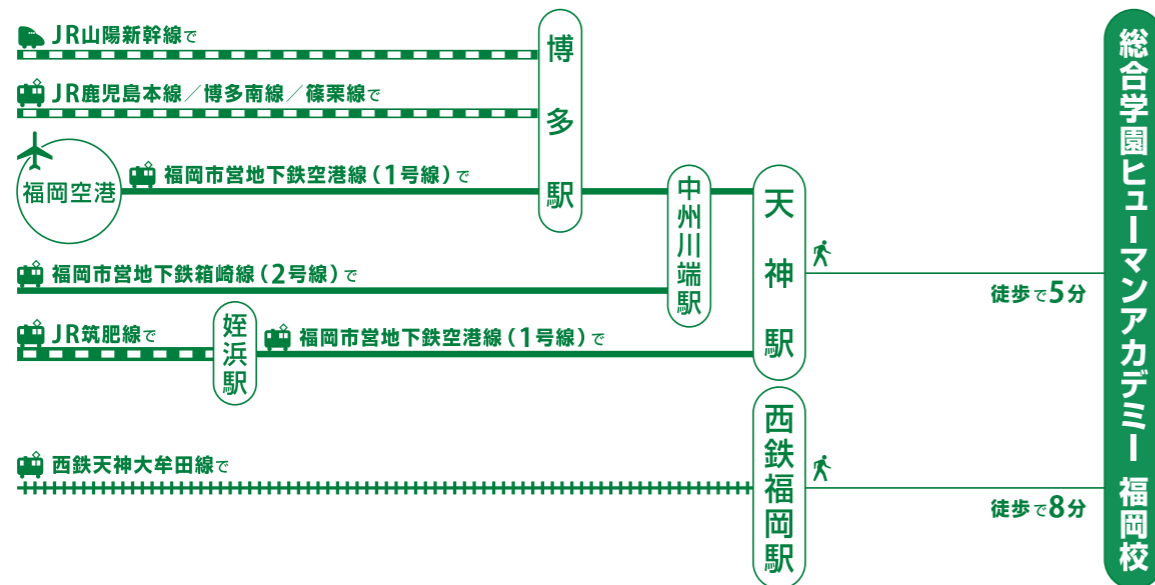 JR山陽新幹線で
JR鹿児島本線／博多南線／篠栗線で
福岡空港
福岡市営地下鉄空港線（1号線）で
博多駅
中州川端駅
天神駅
福岡市営地下鉄箱崎線（2号線）で
JR筑肥線で
姪浜駅
福岡市営地下鉄空港線（1号線）で
徒歩で5分
西鉄天神大牟田線で
西鉄福岡駅
徒歩で8分
総合学園ヒューマンアカデミー 福岡校